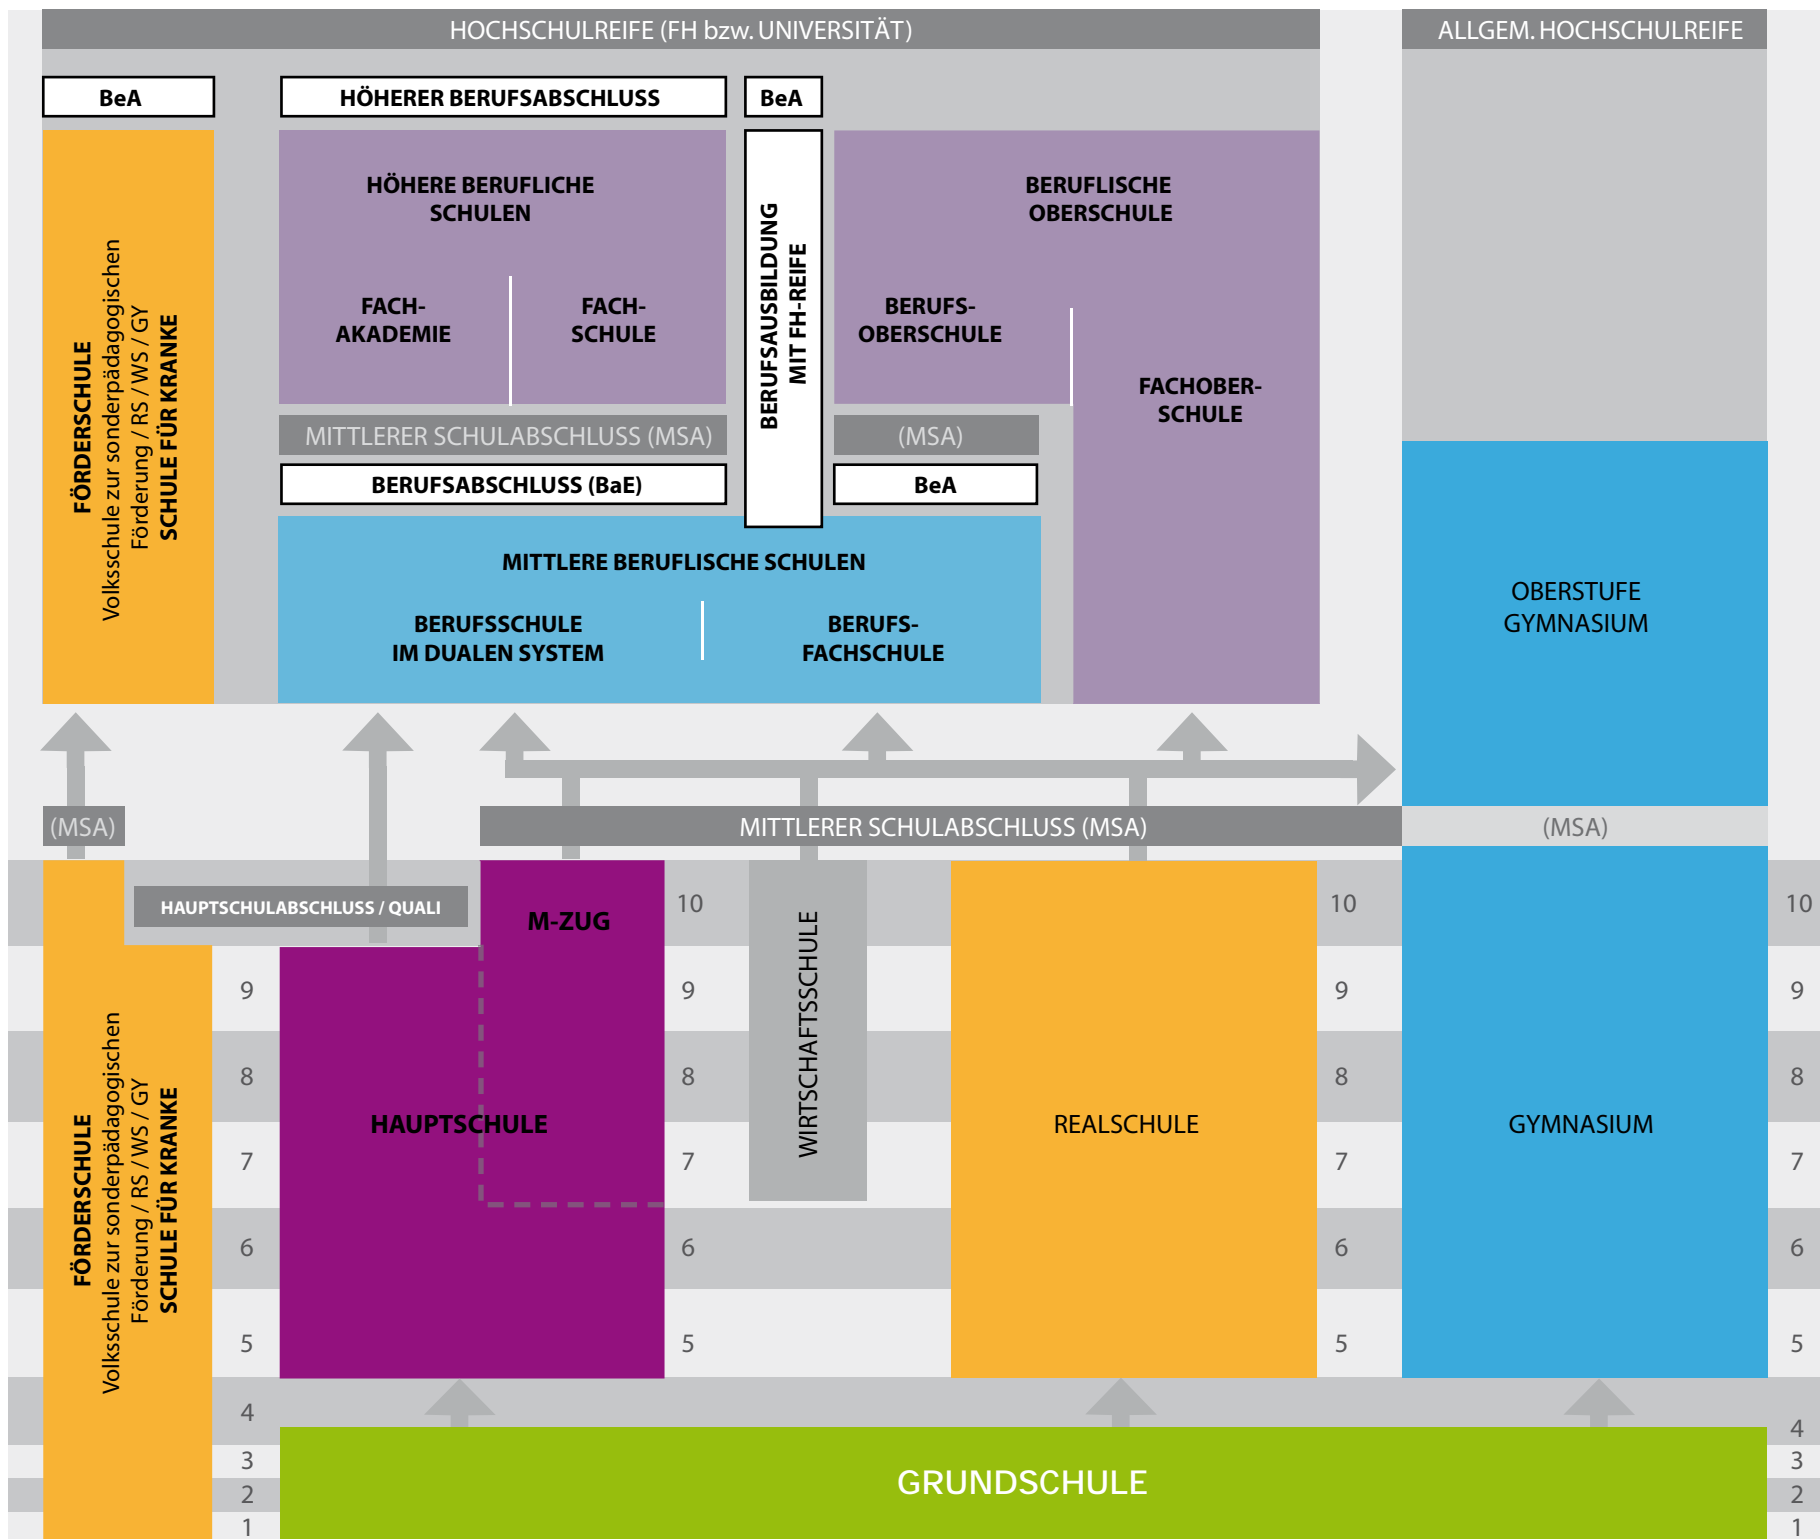 HOCHSCHULREIFE (FH bzw. UNIVERSITÄT)
ALLGEM. HOCHSCHULREIFE
BeA
HÖHERER BERUFSABSCHLUSS
BeA
FÖRDERSCHULE
Volksschule zur sonderpädagogischen
Förderung / RS / WS / GY
SCHULE FÜR KRANKE
HÖHERE BERUFLICHE
SCHULEN
FACH-
AKADEMIE
FACH-
SCHULE
BERUFSAUSBILDUNG
MIT FH-REIFE
BERUFLISCHE
OBERSCHULE
BERUFS-
OBERSCHULE
FACHOBER-
SCHULE
MITTLERER SCHULABSCHLUSS (MSA)
(MSA)
BERUFSABSCHLUSS (BaE)
BeA
MITTLERE BERUFLISCHE SCHULEN
BERUFSSCHULE
IM DUALEN SYSTEM
BERUFS-
FACHSCHULE
OBERSTUFE
GYMNASIUM
(MSA)
MITTLERER SCHULABSCHLUSS (MSA)
(MSA)
HAUPTSCHULABSCHLUSS / QUALI
M-ZUG
FÖRDERSCHULE
Volksschule zur sonderpädagogischen
Förderung / RS / WS / GY
SCHULE FÜR KRANKE
9
8
7
6
5
4
3
2
1
HAUPTSCHULE
10
9
8
7
6
5
WIRTSCHAFTSSCHULE
REALSCHULE
10
9
8
7
6
5
GYMNASIUM
10
9
8
7
6
5
4
3
2
1
GRUNDSCHULE